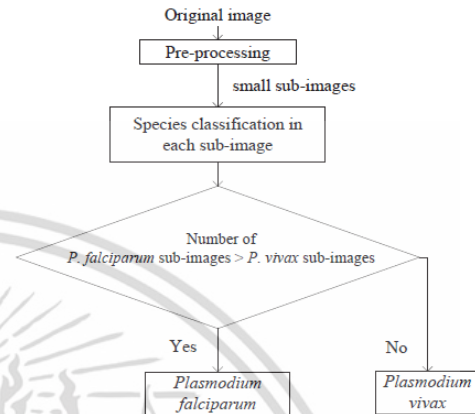 Original image
Pre-processing
small sub-images
Species classification in
each sub-image
Number of
P. falciparum sub-images > P. vivax sub-images
Yes
No
Plasmodium
falciparum
Plasmodium
vivax